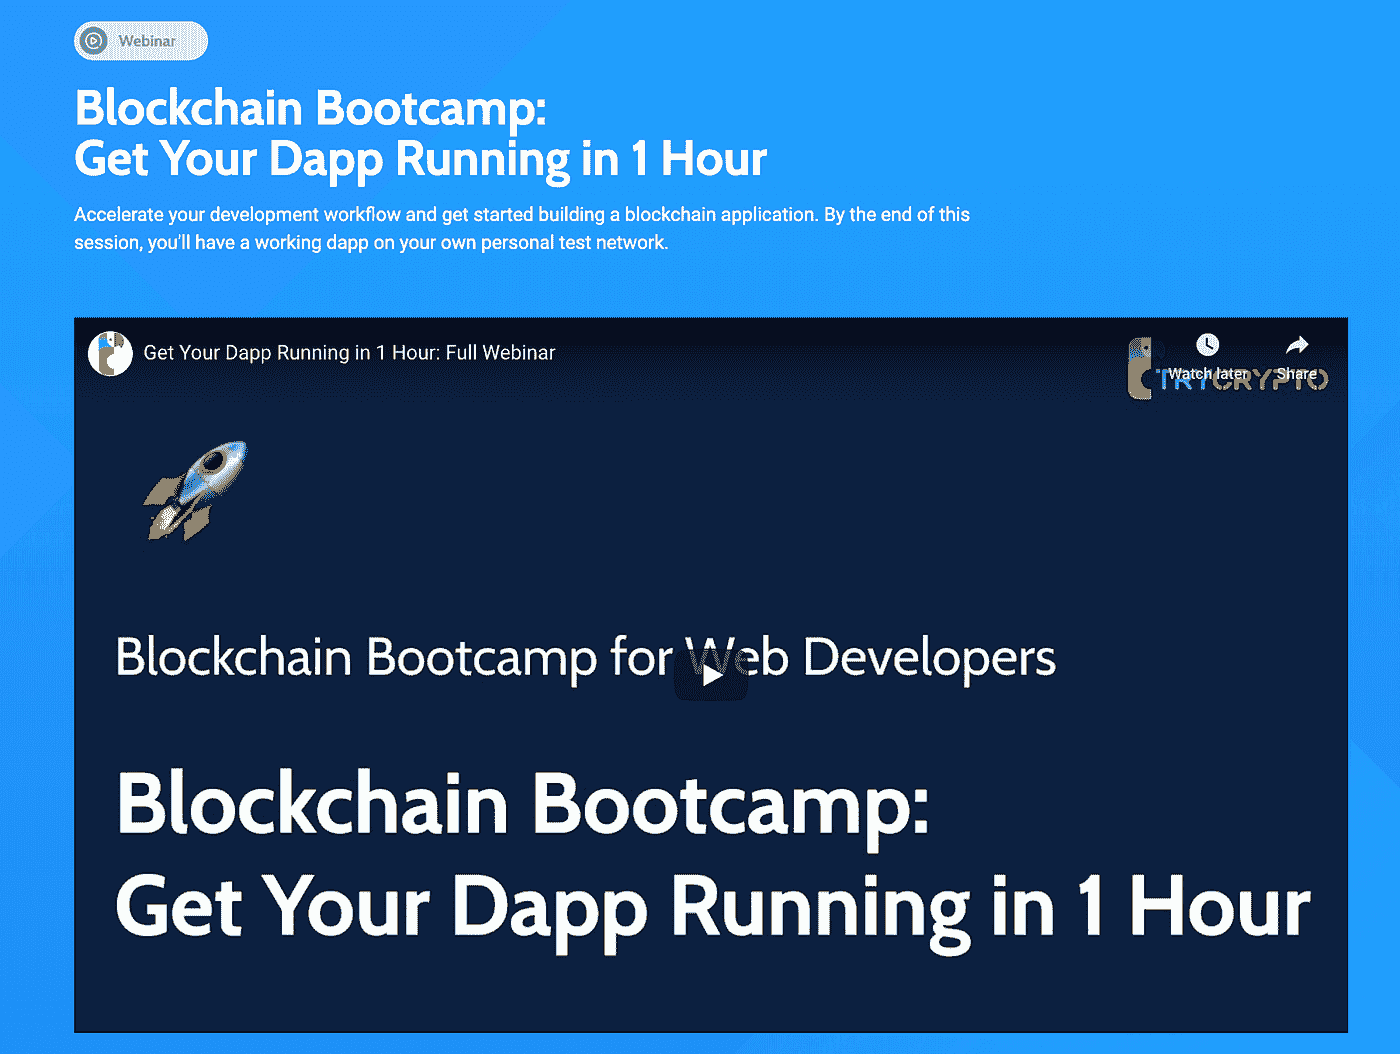 Webinar
Blockchain Bootcamp:
Get Your Dapp Running in 1 Hour
Accelerate your development workflow and get started building a blockchain application. By the end of this
session, you'll have a working dapp on your own personal test network.
Get Your Dapp Running in 1 Hour: Full Webinar
Watch later
Share
TRYCRYPTO
Blockchain Bootcamp for Web Developers
Blockchain Bootcamp:
Get Your Dapp Running in 1 Hour